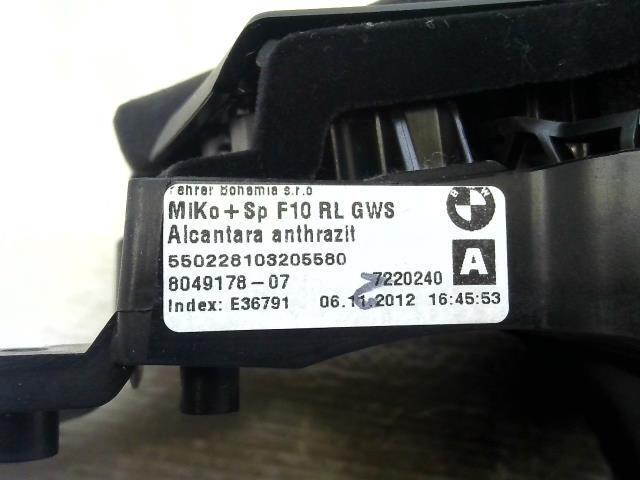 Fehrer Bohemia s.r.o
MiKo+Sp F10 RL GWS
Alcantara anthrazit
550228103205580
8049178-07 7220240
A
Index: E36791 06.11.2012 16:45:53